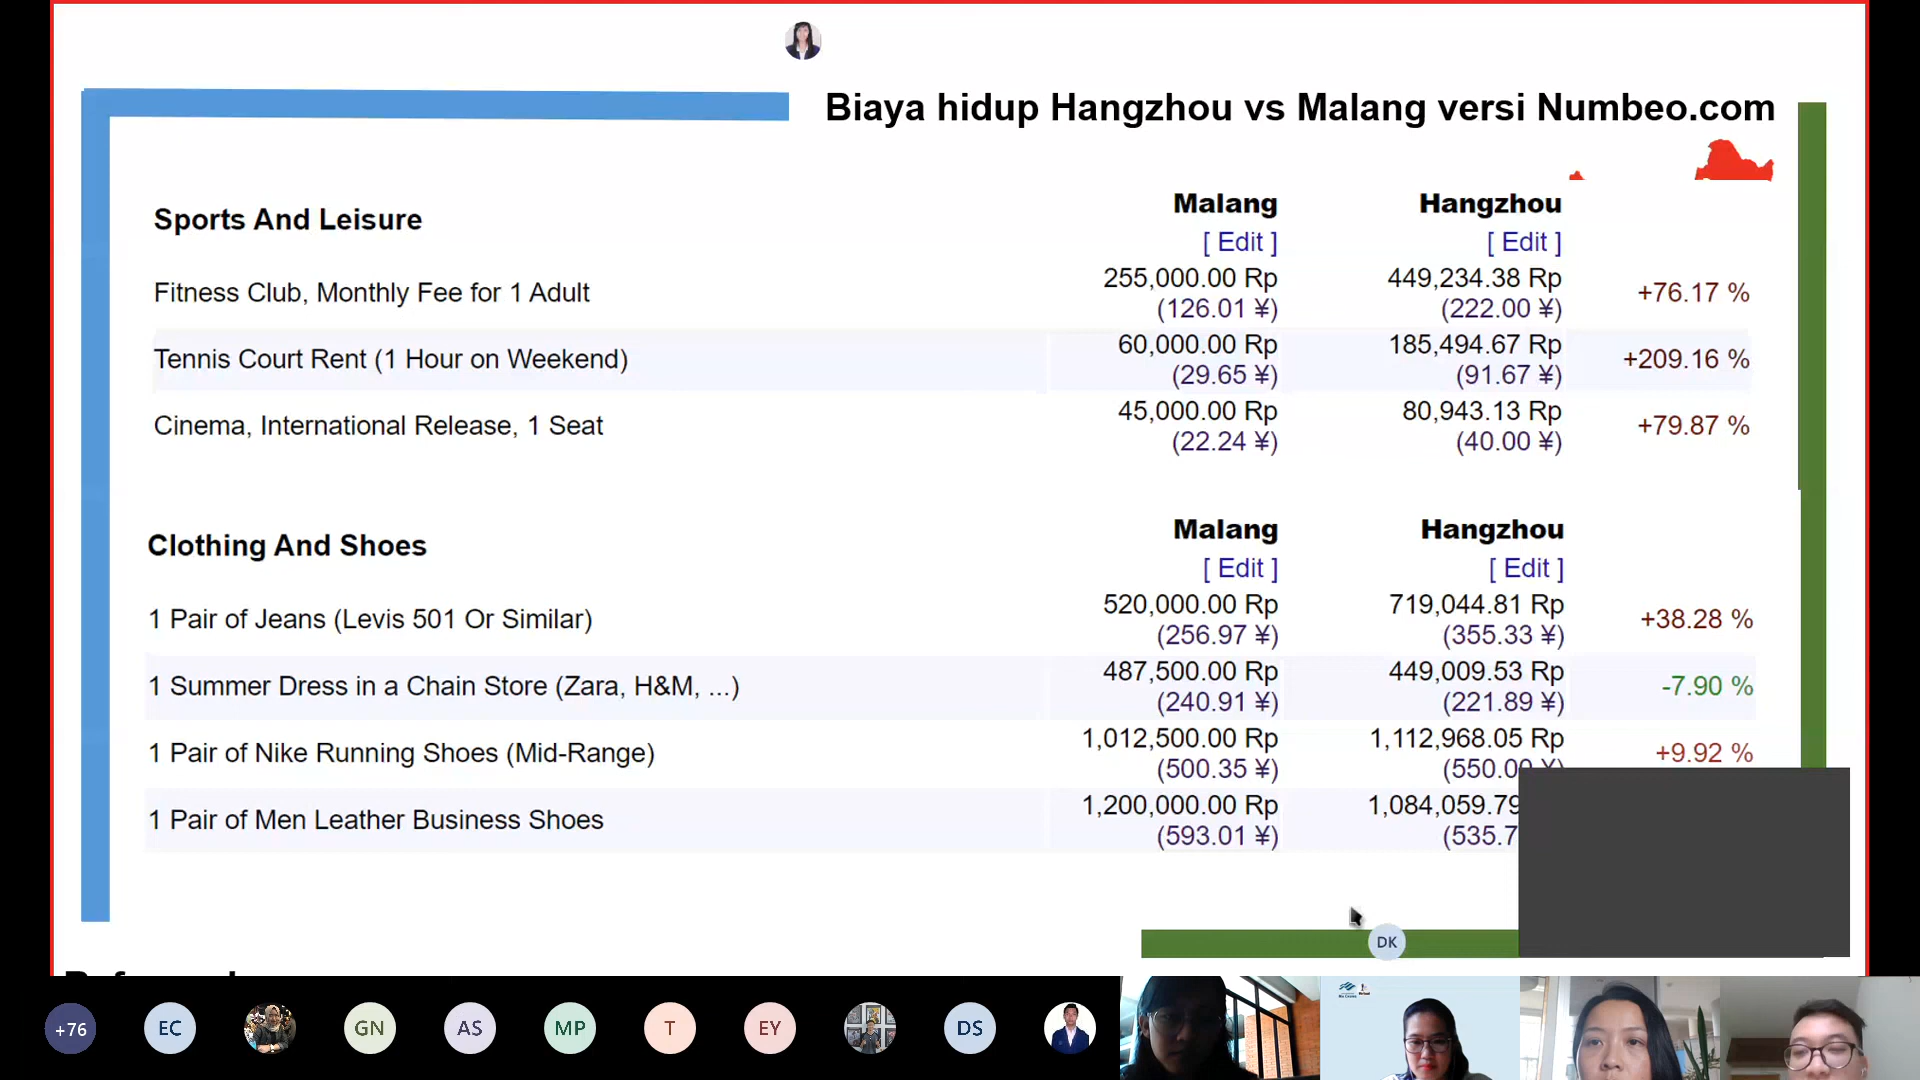 Biaya hidup Hangzhou vs Malang versi Numbeo.com
Sports And Leisure
Malang Hangzhou
[ Edit ] [ Edit ]
Fitness Club, Monthly Fee for 1 Adult 255,000.00 Rp 449,234.38 Rp +76.17 %
(126.01 ¥) (222.00 ¥)
Tennis Court Rent (1 Hour on Weekend) 60,000.00 Rp 185,494.67 Rp +209.16 %
(29.65 ¥) (91.67 ¥)
Cinema, International Release, 1 Seat 45,000.00 Rp 80,943.13 Rp +79.87 %
(22.24 ¥) (40.00 ¥)
Clothing And Shoes
Malang Hangzhou
[ Edit ] [ Edit ]
1 Pair of Jeans (Levis 501 Or Similar) 520,000.00 Rp 719,044.81 Rp +38.28 %
(256.97 ¥) (355.33 ¥)
1 Summer Dress in a Chain Store (Zara, H&M, ...) 487,500.00 Rp 449,009.53 Rp -7.90 %
(240.91 ¥) (221.89 ¥)
1 Pair of Nike Running Shoes (Mid-Range) 1,012,500.00 Rp 1,112,968.05 Rp +9.92 %
(500.35 ¥) (550.00 ¥)
1 Pair of Men Leather Business Shoes 1,200,000.00 Rp 1,084,059.79
(593.01 ¥) (535.7
DK
+76 EC GN AS MP T EY DS